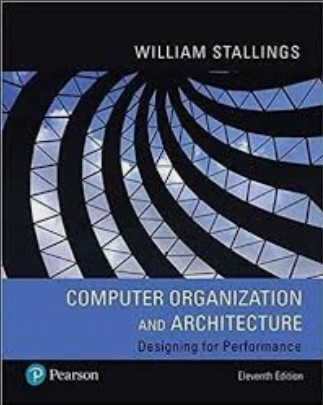 WILLIAM STALLINGS
COMPUTER ORGANIZATION
AND ARCHITECTURE
Designing for Performance
Pearson
Eleventh Edition